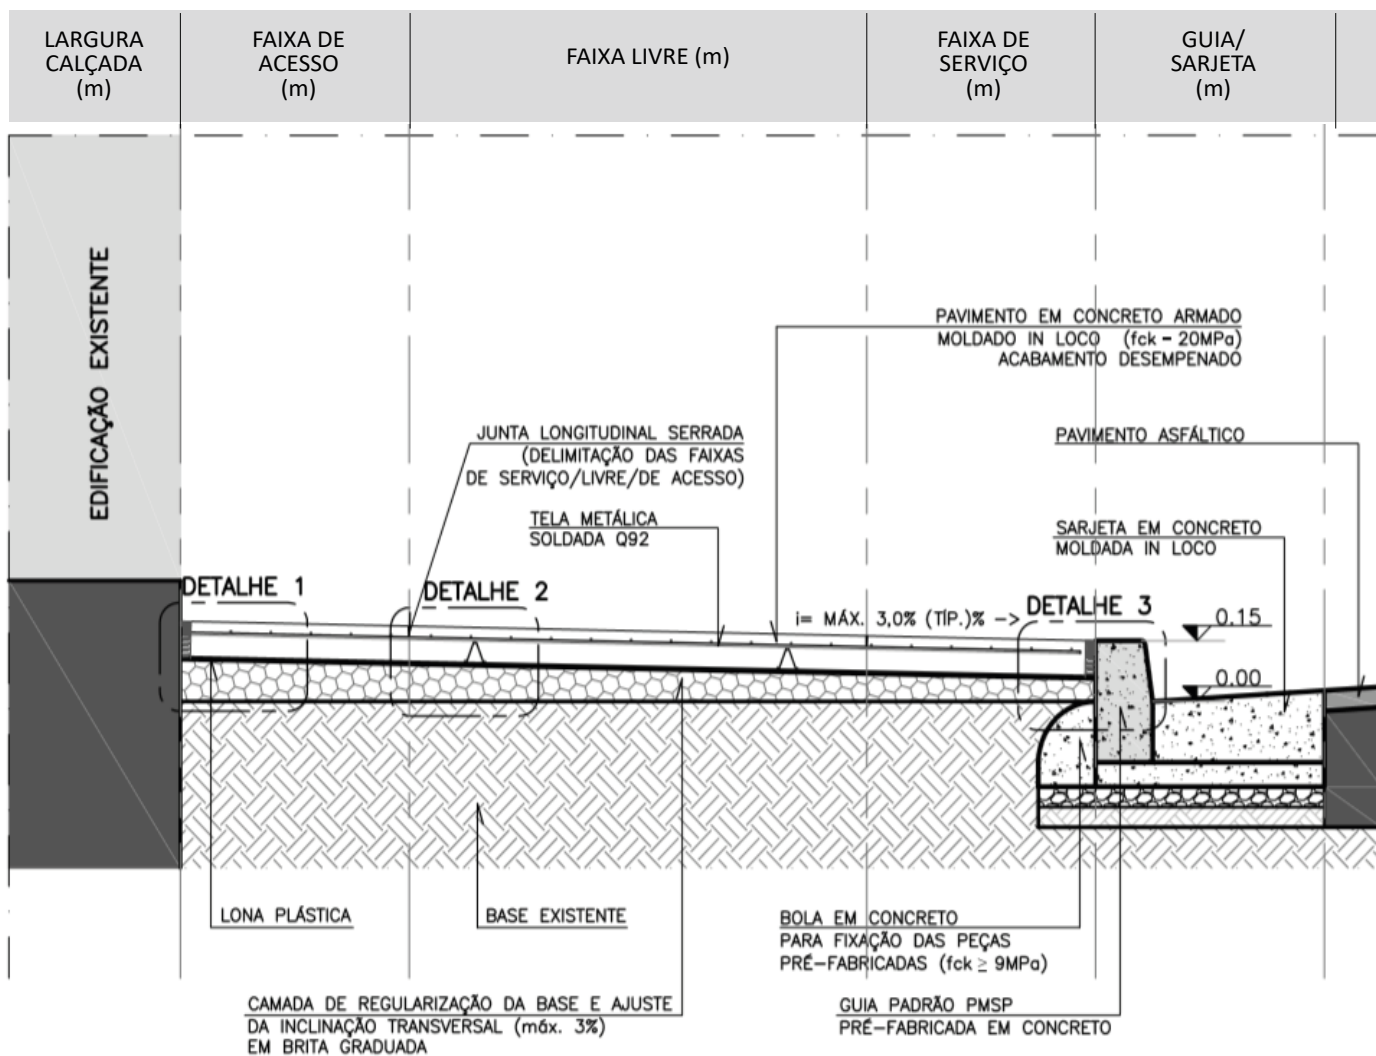 LARGURA
CALÇADA
(m)
FAIXA DE
ACESSO
(m)
FAIXA LIVRE (m)
FAIXA DE
SERVIÇO
(m)
GUIA/
SARJETA
(m)
EDIFICAÇÃO EXISTENTE
PAVIMENTO EM CONCRETO ARMADO
MOLDADO IN LOCO (fck - 20MPa)
ACABAMENTO DESEMPENADO
JUNTA LONGITUDINAL SERRADA
(DELIMITAÇÃO DAS FAIXAS
DE SERVIÇO/LIVRE/DE ACESSO)
PAVIMENTO ASFÁLTICO
TELA METÁLICA
SOLDADA Q92
SARJETA EM CONCRETO
MOLDADA IN LOCO
DETALHE 1
DETALHE 2
i= MÁX. 3,0% (TÍP.)% ->
DETALHE 3
0.15
0.00
LONA PLÁSTICA
BASE EXISTENTE
BOLA EM CONCRETO
PARA FIXAÇÃO DAS PEÇAS
PRÉ-FABRICADAS (fck ≥ 9MPa)
CAMADA DE REGULARIZAÇÃO DA BASE E AJUSTE
DA INCLINAÇÃO TRANSVERSAL (máx. 3%)
EM BRITA GRADUADA
GUIA PADRÃO PMSP
PRÉ-FABRICADA EM CONCRETO